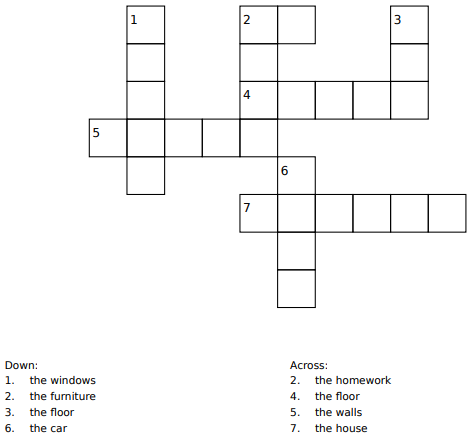 1
2
3
4
5
6
7
Down:
1. the windows
2. the furniture
3. the floor
6. the car
Across:
2. the homework
4. the floor
5. the walls
7. the house